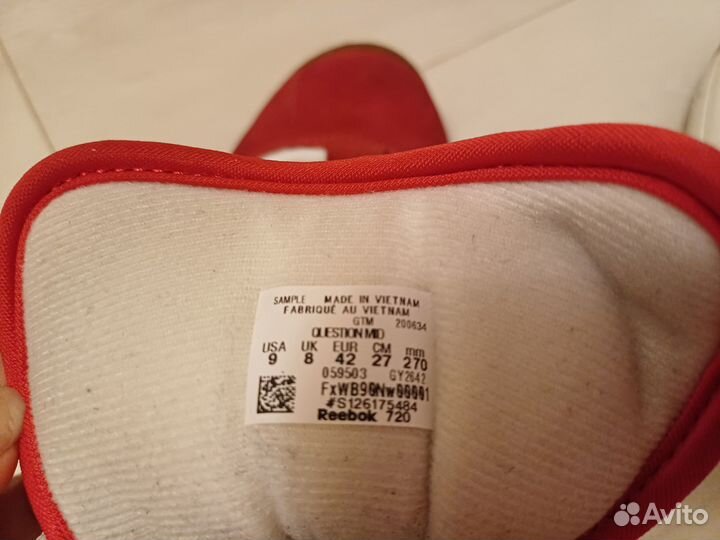 SAMPLE MADE IN VIETNAM
FABRIQUÉ AU VIETNAM
GTM 200634
QUESTION MID
USA UK EUR CM mm
9 8 42 27 270
059503 GY2642
#S126175484
Reebok 720
Avito